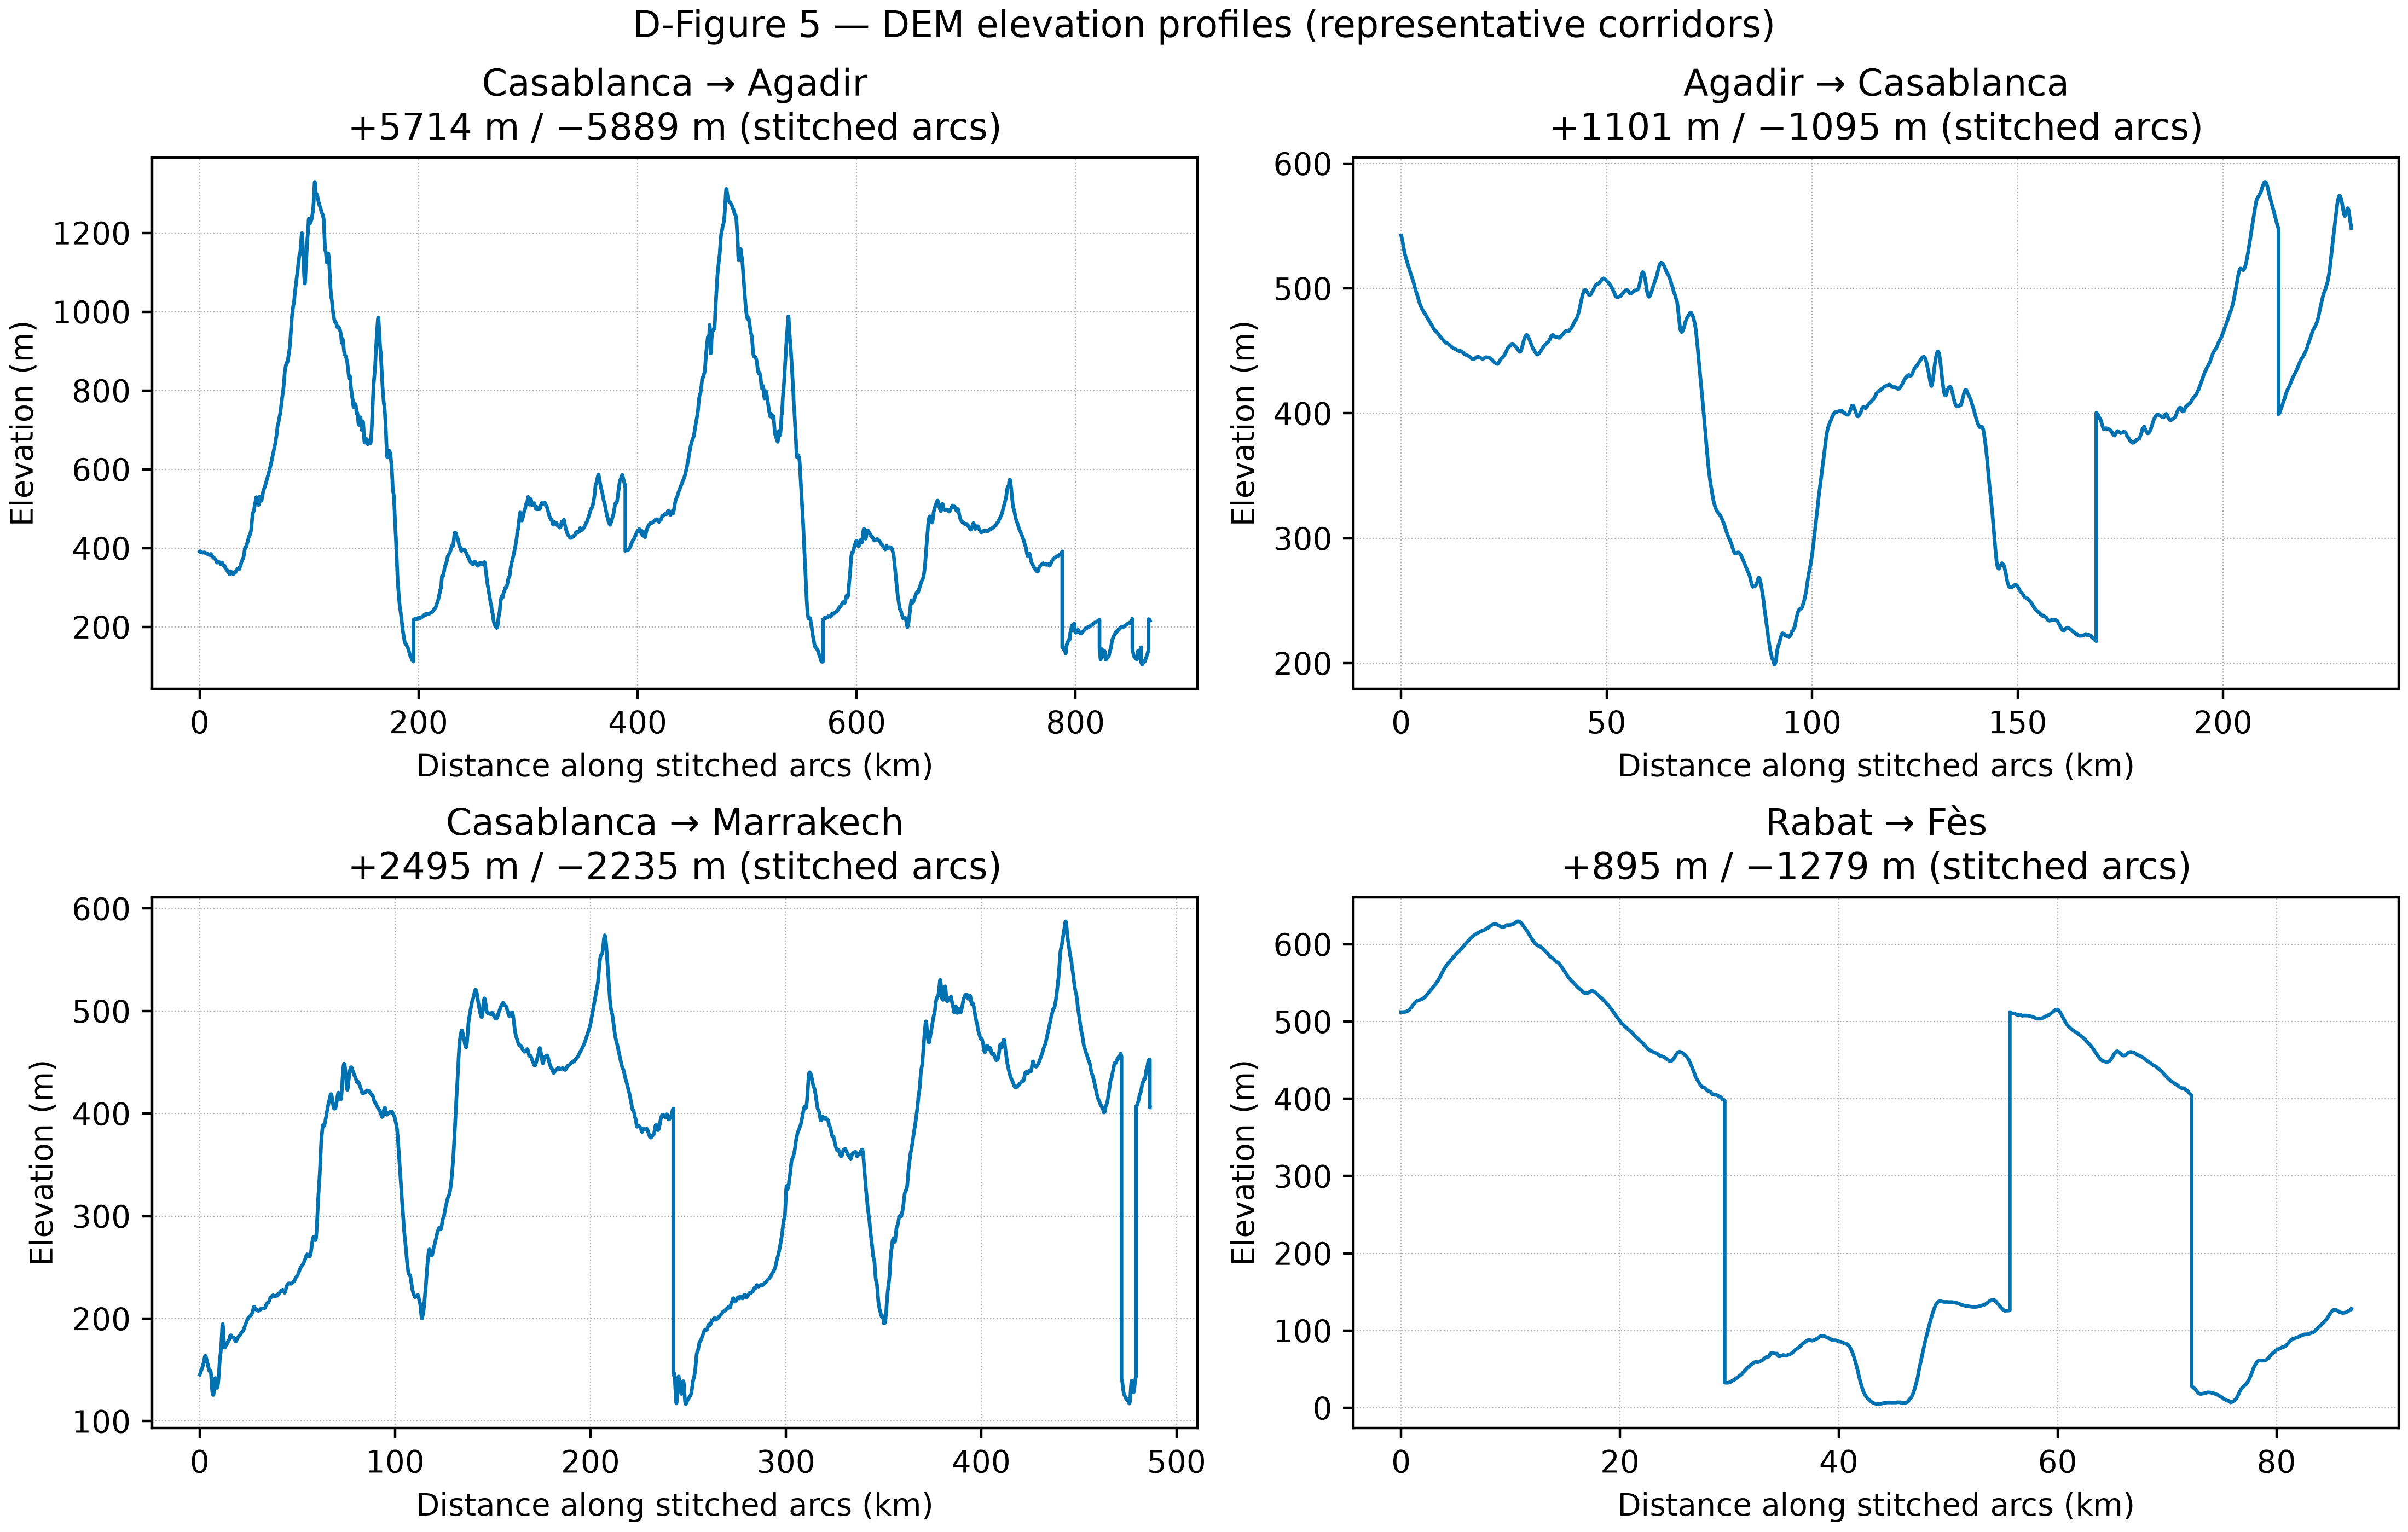 D-Figure 5 — DEM elevation profiles (representative corridors)
Casablanca → Agadir
+5714 m / −5889 m (stitched arcs)
Elevation (m)
1200
1000
800
600
400
200
0
200
400
600
800
Distance along stitched arcs (km)
Agadir → Casablanca
+1101 m / −1095 m (stitched arcs)
Elevation (m)
600
500
400
300
200
0
50
100
150
200
Distance along stitched arcs (km)
Casablanca → Marrakech
+2495 m / −2235 m (stitched arcs)
Elevation (m)
600
500
400
300
200
100
0
100
200
300
400
500
Distance along stitched arcs (km)
Rabat → Fès
+895 m / −1279 m (stitched arcs)
Elevation (m)
600
500
400
300
200
100
0
0
20
40
60
80
Distance along stitched arcs (km)